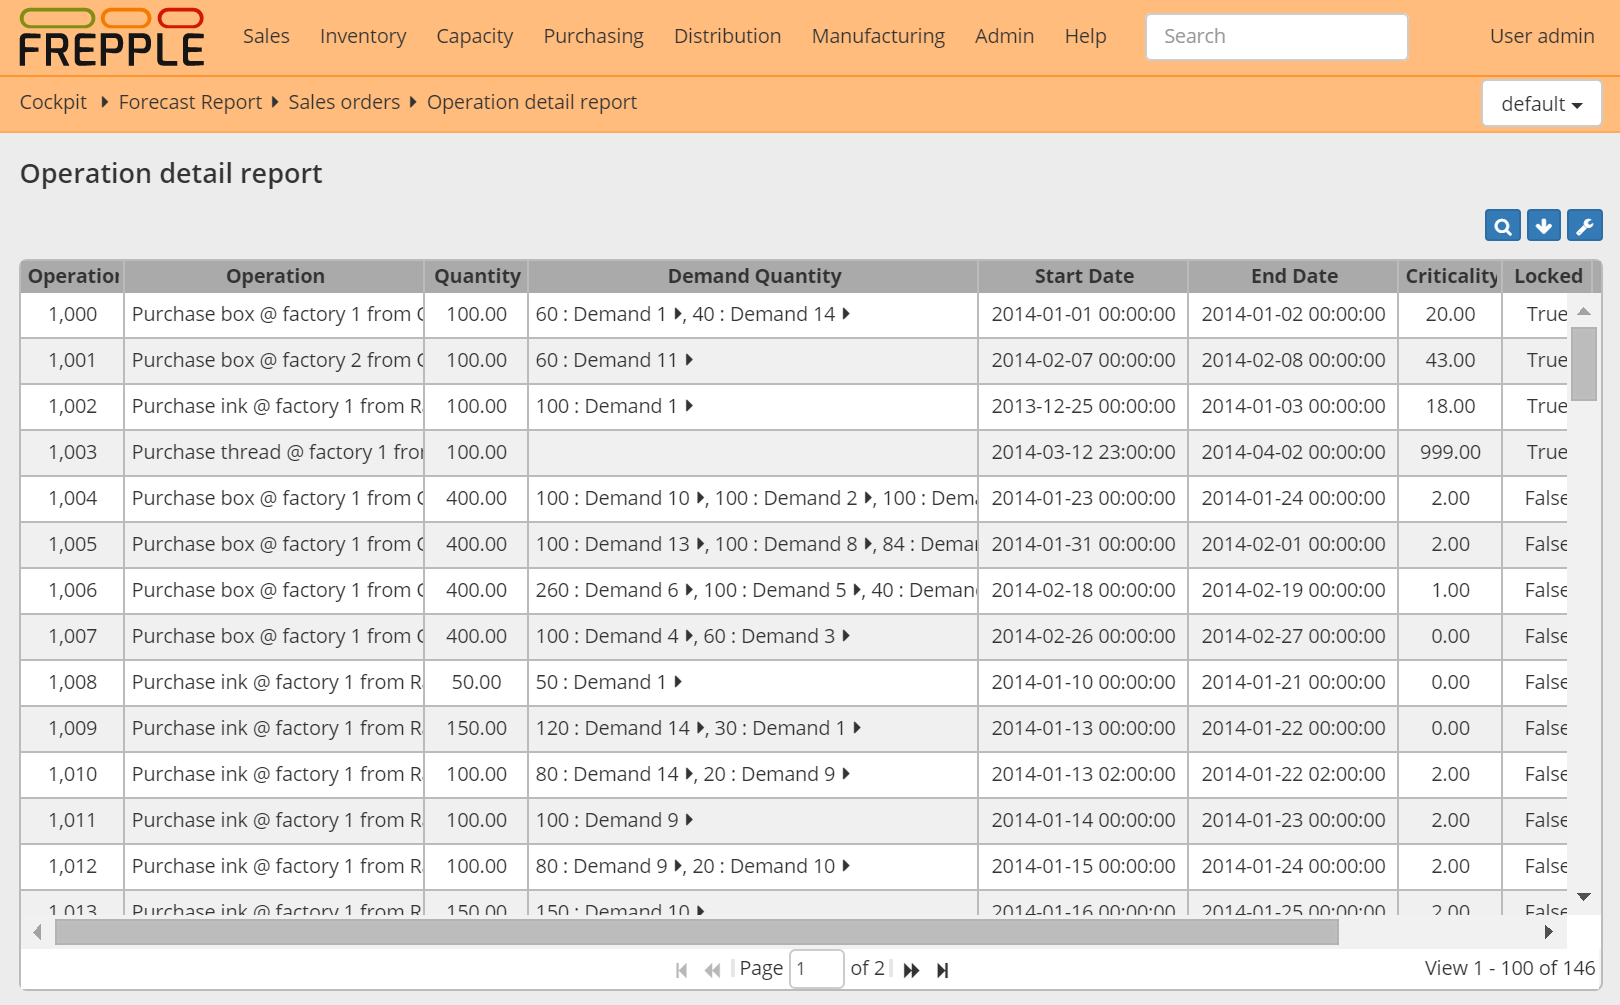 FREPPLE Sales Inventory Capacity Purchasing Distribution Manufacturing Admin Help Search User admin
Cockpit Forecast Report Sales orders Operation detail report default
Operation detail report
Operation Operation Quantity Demand Quantity Start Date End Date Criticality Locked
1,000 Purchase box @ factory 1 from 100.00 60 : Demand 1 , 40 : Demand 14 2014-01-01 00:00:00 2014-01-02 00:00:00 20.00 True
1,001 Purchase box @ factory 2 from 100.00 60 : Demand 11 2014-02-07 00:00:00 2014-02-08 00:00:00 43.00 True
1,002 Purchase ink @ factory 1 from 100.00 100 : Demand 1 2013-12-25 00:00:00 2014-01-03 00:00:00 18.00 True
1,003 Purchase thread @ factory 1 from 100.00 2014-03-12 23:00:00 2014-04-02 00:00:00 999.00 True
1,004 Purchase box @ factory 1 from 400.00 100 : Demand 10 , 100 : Demand 2 , 100 : Dema 2014-01-23 00:00:00 2014-01-24 00:00:00 2.00 False
1,005 Purchase box @ factory 1 from 400.00 100 : Demand 13 , 100 : Demand 8 , 84 : Dema 2014-01-31 00:00:00 2014-02-01 00:00:00 2.00 False
1,006 Purchase box @ factory 1 from 400.00 260 : Demand 6 , 100 : Demand 5 , 40 : Deman 2014-02-18 00:00:00 2014-02-19 00:00:00 1.00 False
1,007 Purchase box @ factory 1 from 400.00 100 : Demand 4 , 60 : Demand 3 2014-02-26 00:00:00 2014-02-27 00:00:00 0.00 False
1,008 Purchase ink @ factory 1 from 50.00 50 : Demand 1 2014-01-10 00:00:00 2014-01-21 00:00:00 0.00 False
1,009 Purchase ink @ factory 1 from 150.00 120 : Demand 14 , 30 : Demand 1 2014-01-13 00:00:00 2014-01-22 00:00:00 0.00 False
1,010 Purchase ink @ factory 1 from 100.00 80 : Demand 14 , 20 : Demand 9 2014-01-13 02:00:00 2014-01-22 02:00:00 2.00 False
1,011 Purchase ink @ factory 1 from 100.00 100 : Demand 9 2014-01-14 00:00:00 2014-01-23 00:00:00 2.00 False
1,012 Purchase ink @ factory 1 from 100.00 80 : Demand 9 , 20 : Demand 10 2014-01-15 00:00:00 2014-01-24 00:00:00 2.00 False
1,013 Purchase ink @ factory 1 from 150.00 150 : Demand 10 2014-01-16 00:00:00 2014-01-25 00:00:00 2.00 False
Page 1 of 2 View 1 - 100 of 146